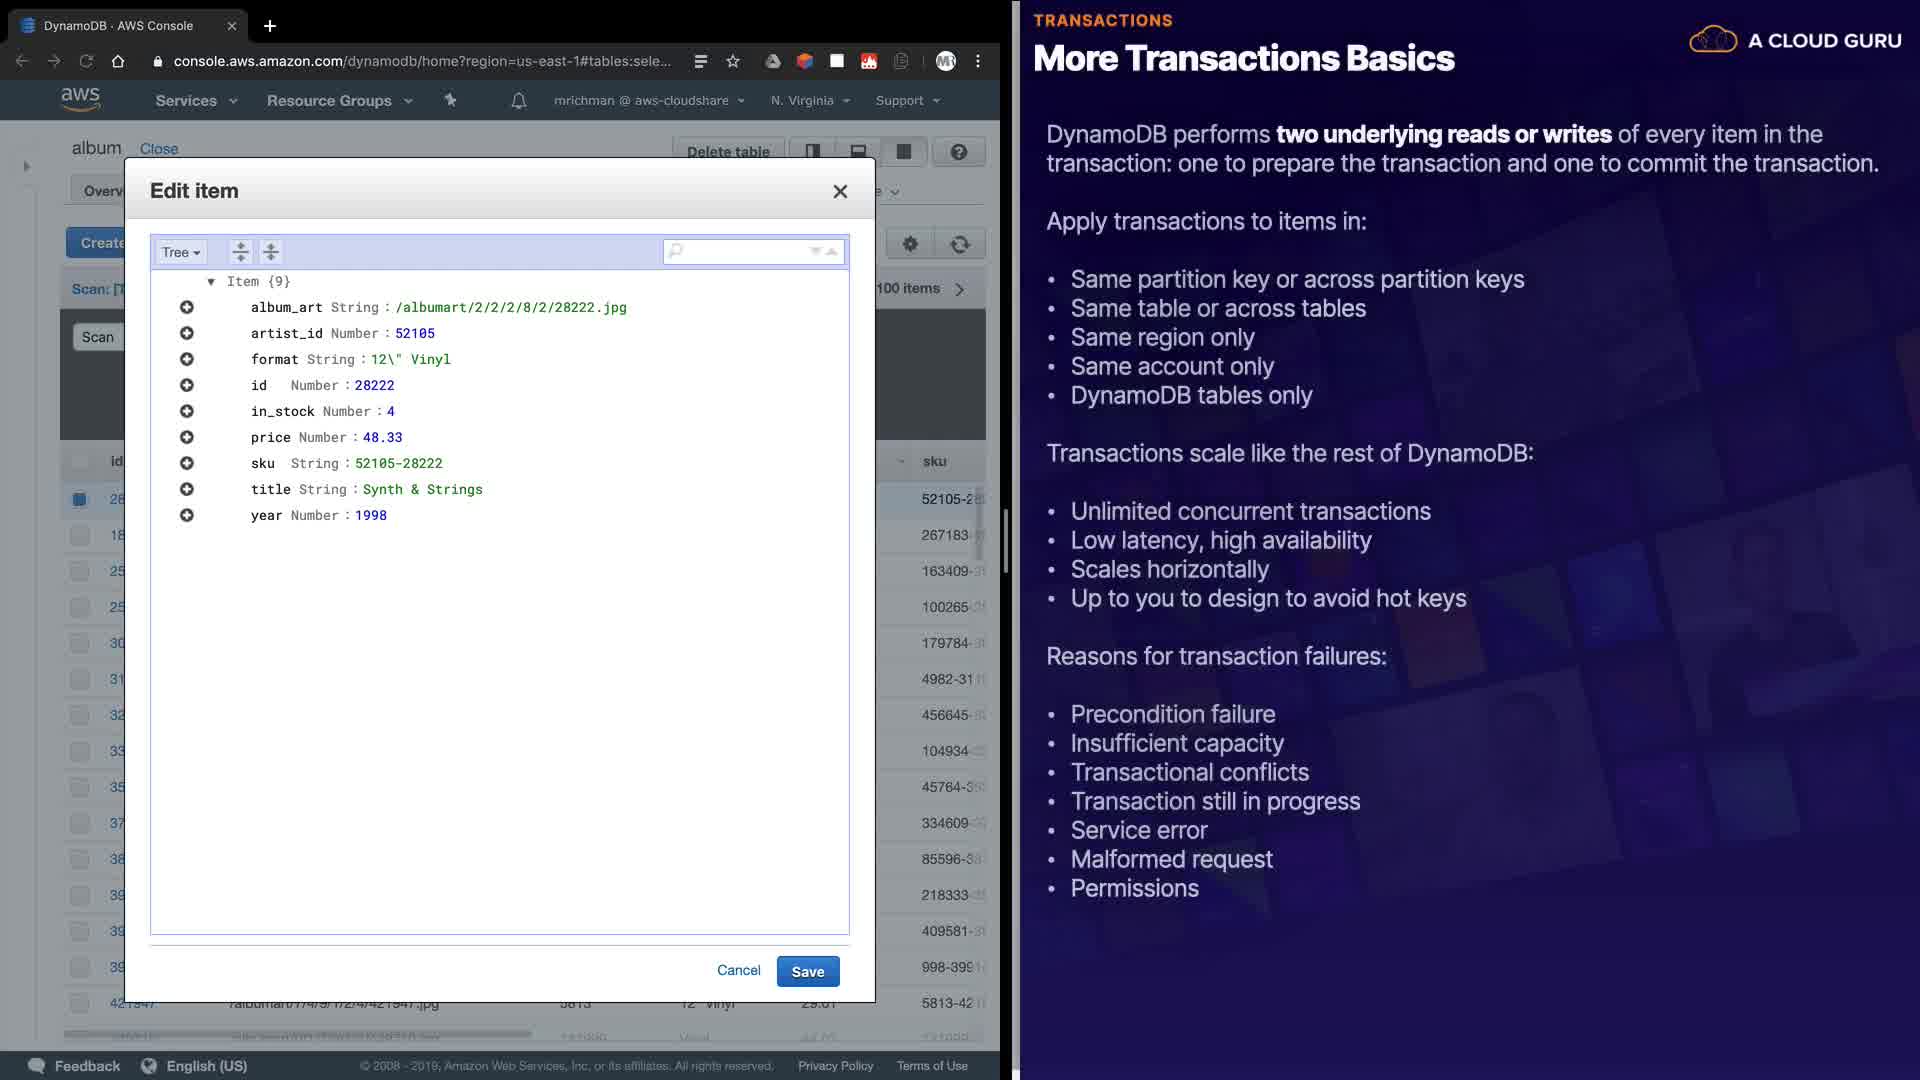 DynamoDB · AWS Console
console.aws.amazon.com/dynamodb/home?region=us-east-1#tables:sele...
aws
Services
Resource Groups
mrichman @ aws-cloudshare
N. Virginia
Support
album
Close
Delete table
Overv
Edit item
Create
Tree
Scan: [T
100 items
Item {9}
album_art String : /albumart/2/2/2/8/2/28222.jpg
artist_id Number : 52105
Scan
format String : 12\" Vinyl
id Number : 28222
in_stock Number : 4
price Number : 48.33
id
sku String : 52105-28222
sku
title String : Synth & Strings
28
52105-28
year Number : 1998
18
267183-
25
163409-
25
100265-
30
179784-
31
4982-311
32
456645-
33
104934-
35
45764-35
37
334609-
38
85596-38
39
218333-
39
409581-
39
998-399
Cancel
Save
421947
/albumart/7/4/9/1/2/4/421947.jpg
5813
12" Vinyl
29.61
5813-42
Feedback
English (US)
© 2008 - 2019, Amazon Web Services, Inc. or its affiliates. All rights reserved.
Privacy Policy
Terms of Use
TRANSACTIONS
More Transactions Basics
A CLOUD GURU
DynamoDB performs two underlying reads or writes of every item in the
transaction: one to prepare the transaction and one to commit the transaction.
Apply transactions to items in:
• Same partition key or across partition keys
• Same table or across tables
• Same region only
• Same account only
• DynamoDB tables only
Transactions scale like the rest of DynamoDB:
• Unlimited concurrent transactions
• Low latency, high availability
• Scales horizontally
• Up to you to design to avoid hot keys
Reasons for transaction failures:
• Precondition failure
• Insufficient capacity
• Transactional conflicts
• Transaction still in progress
• Service error
• Malformed request
• Permissions